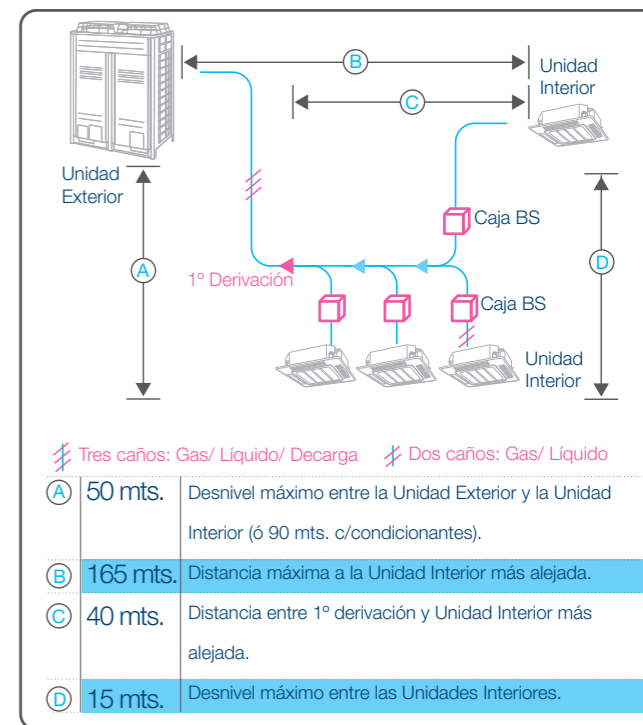 B
Unidad
Interior
C
Unidad
Exterior
Caja BS
A
D
1º Derivación
Caja BS
Unidad
Interior
Tres caños: Gas/ Líquido/ Decarga
Dos caños: Gas/ Líquido
A 50 mts. Desnivel máximo entre la Unidad Exterior y la Unidad
Interior (ó 90 mts. c/condicionantes).
B 165 mts. Distancia máxima a la Unidad Interior más alejada.
C 40 mts. Distancia entre 1º derivación y Unidad Interior más
alejada.
D 15 mts. Desnivel máximo entre las Unidades Interiores.